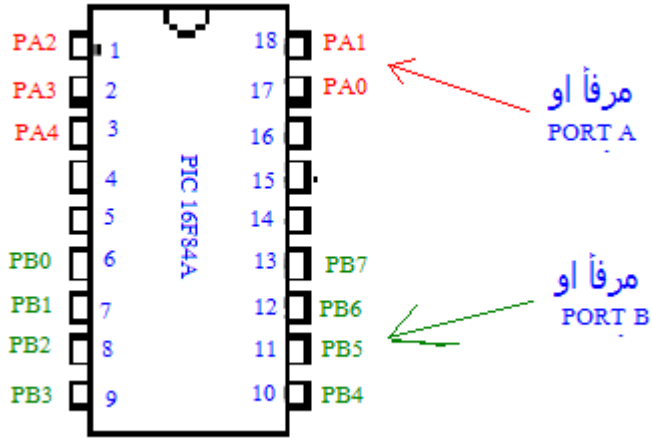 PA2 1 18 PA1
PA3 2 17 PA0
PA4 3 16
4 15
5 14
PB0 6 13 PB7
PB1 7 12 PB6
PB2 8 11 PB5
PB3 9 10 PB4
PIC 16F84A
مرفأ او
PORT A
مرفأ او
PORT B